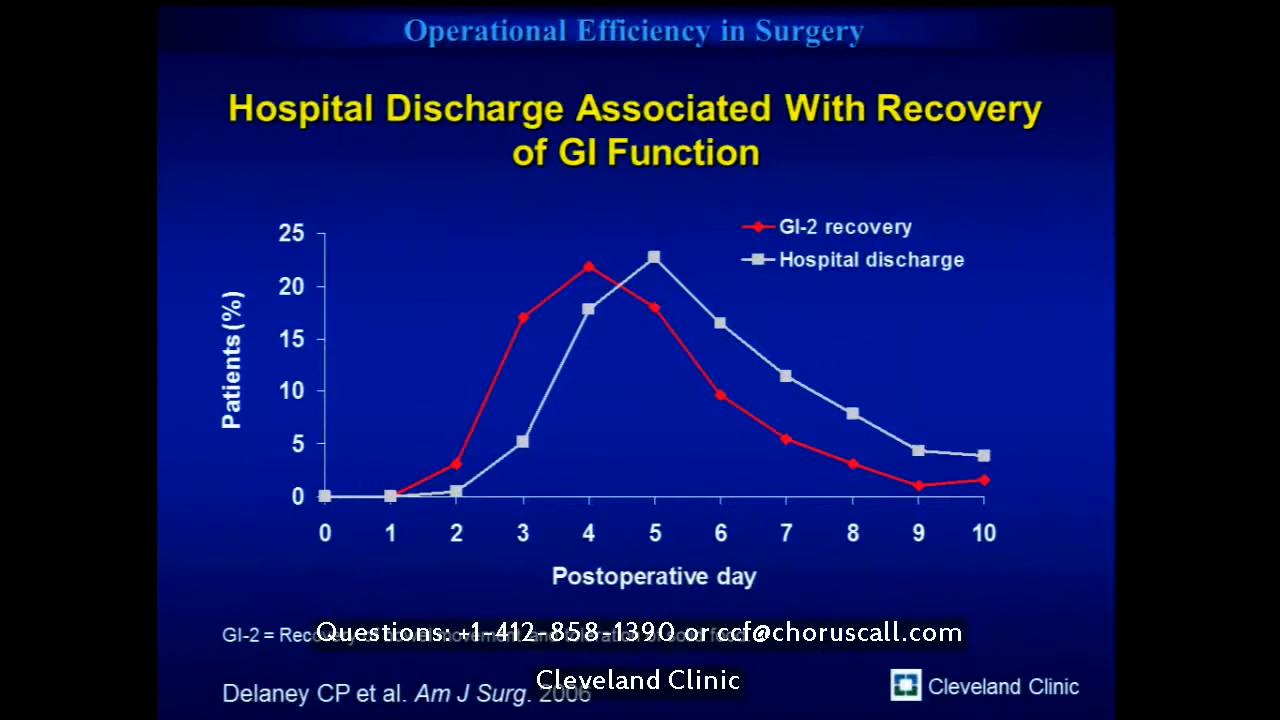 Operational Efficiency in Surgery
Hospital Discharge Associated With Recovery
of GI Function
GI-2 recovery
Hospital discharge
Patients (%)
25
20
15
10
5
0
0 1 2 3 4 5 6 7 8 9 10
Postoperative day
GI-2 =
Questions: +1-412-858-1390 or ccf@choruscall.com
Cleveland Clinic
Delaney CP et al. Am J Surg. 2006
Cleveland Clinic